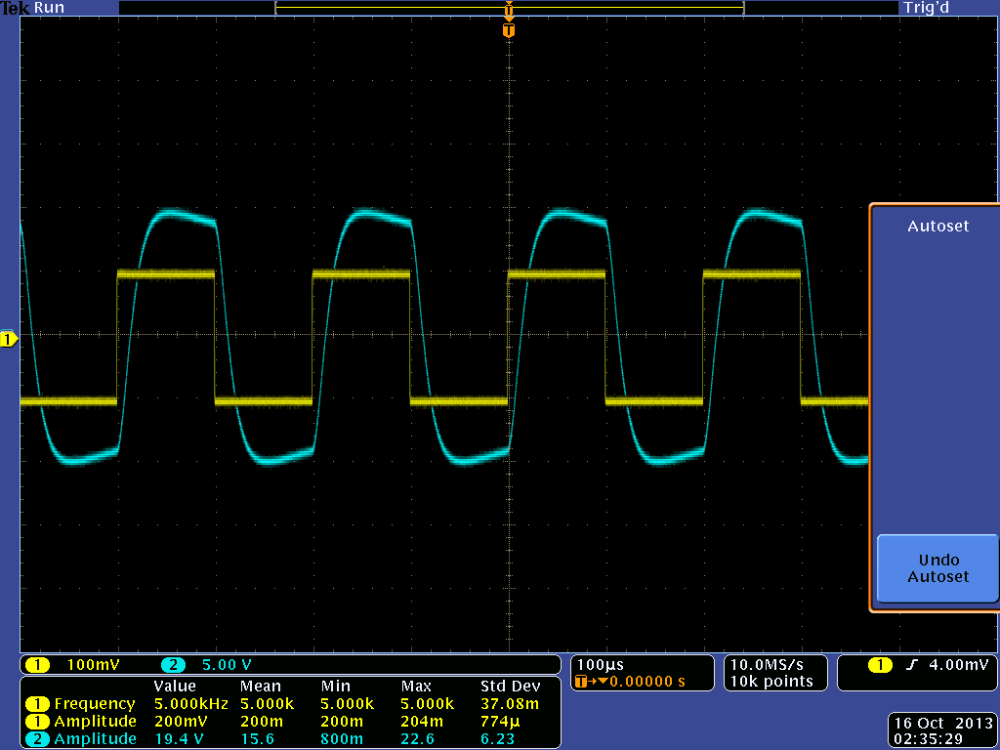 Tek Run Trig'd
T
T
1
Autoset
Undo
Autoset
1 100mV 2 5.00 V
100µs
T→▼0.00000 s
10.0MS/s
10k points
1 4.00mV
Value Mean Min Max Std Dev
1 Frequency 5.000kHz 5.000k 5.000k 5.000k 37.08m
1 Amplitude 200mV 200m 200m 204m 774µ
2 Amplitude 19.4 V 15.6 800m 22.6 6.23
16 Oct 2013
02:35:29